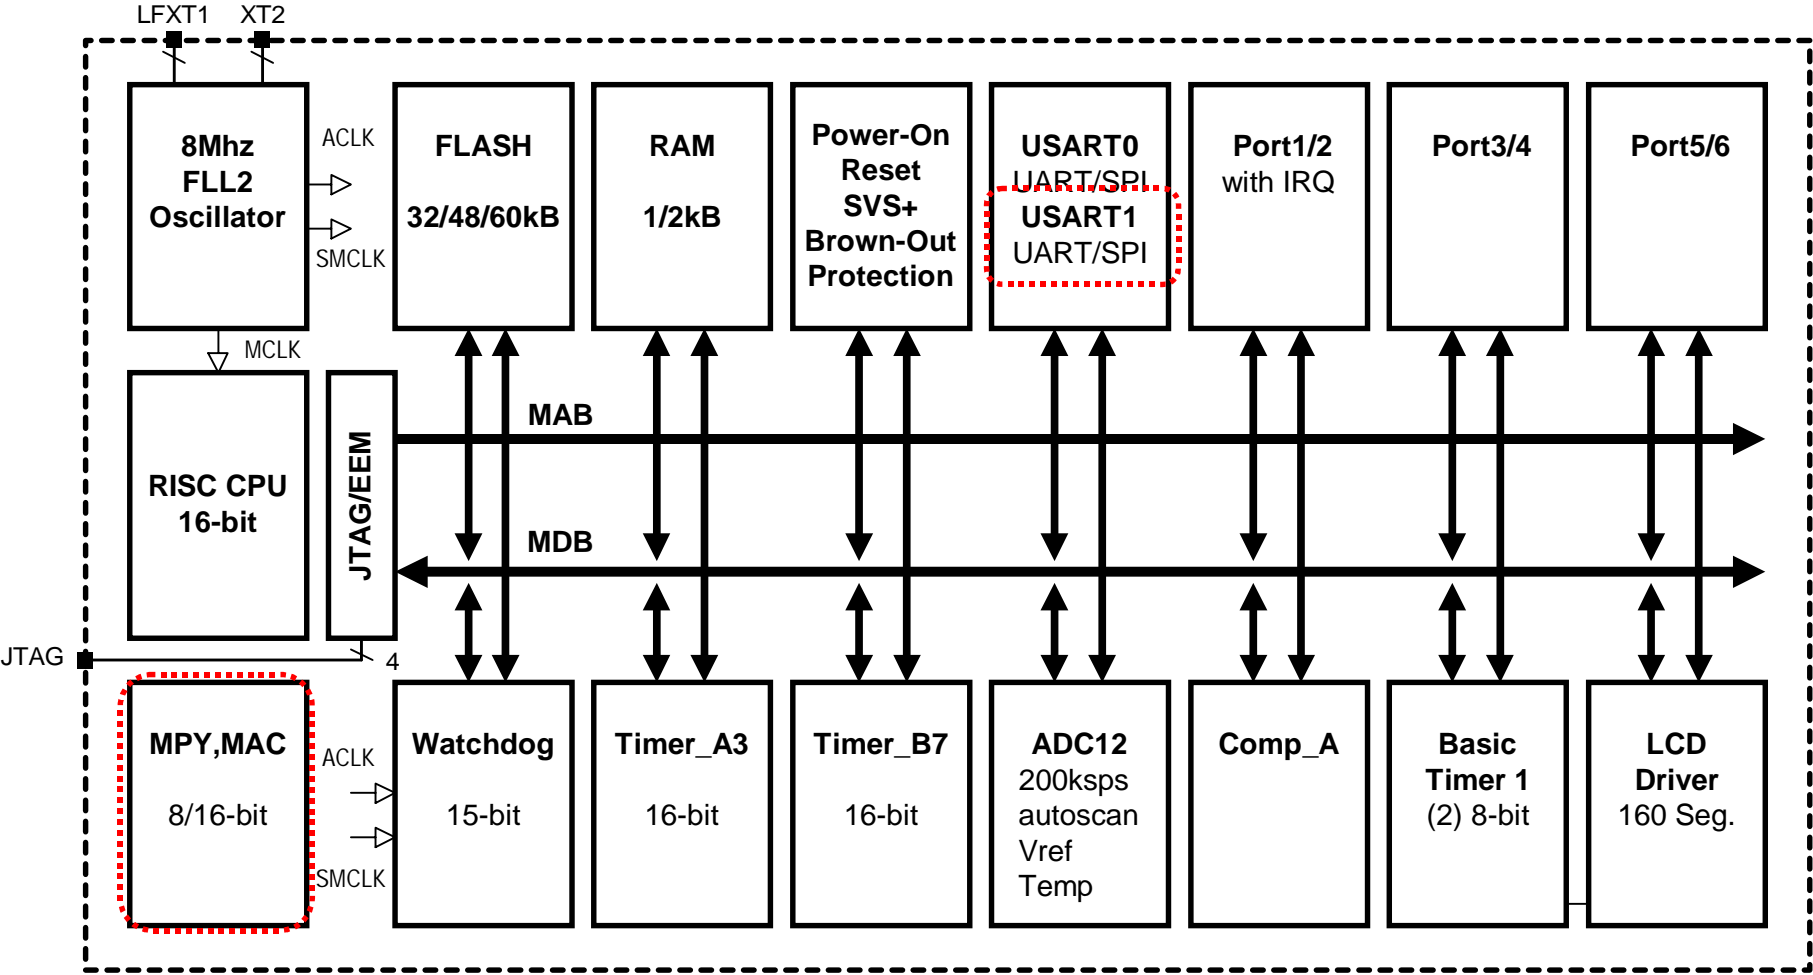 LFXT1 XT2
8Mhz
FLL2
Oscillator
ACLK
SMCLK
MCLK
FLASH
32/48/60kB
RAM
1/2kB
Power-On
Reset
SVS+
Brown-Out
Protection
USART0
UART/SPI
USART1
UART/SPI
Port1/2
with IRQ
Port3/4
Port5/6
RISC CPU
16-bit
JTAG/EEM
MAB
MDB
JTAG
4
MPY,MAC
8/16-bit
ACLK
SMCLK
Watchdog
15-bit
Timer_A3
16-bit
Timer_B7
16-bit
ADC12
200ksps
autoscan
Vref
Temp
Comp_A
Basic
Timer 1
(2) 8-bit
LCD
Driver
160 Seg.